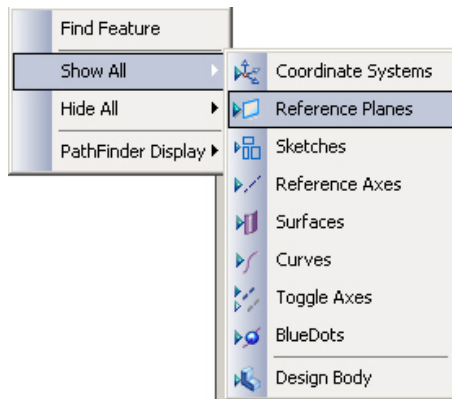 Find Feature
Show All
Hide All
PathFinder Display
Coordinate Systems
Reference Planes
Sketches
Reference Axes
Surfaces
Curves
Toggle Axes
BlueDots
Design Body